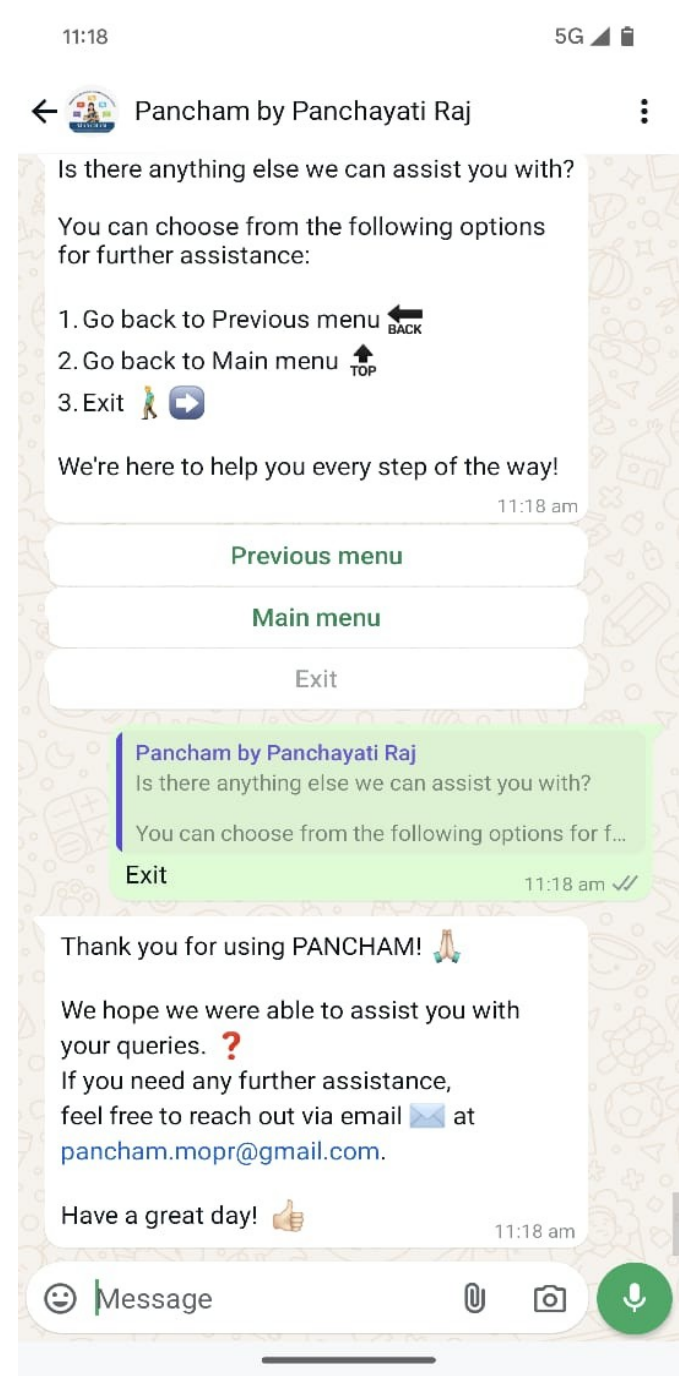 11:18
5G
Pancham by Panchayati Raj
Is there anything else we can assist you with?
You can choose from the following options
for further assistance:
1. Go back to Previous menu BACK
2. Go back to Main menu TOP
3. Exit
We're here to help you every step of the way!
11:18 am
Previous menu
Main menu
Exit
Pancham by Panchayati Raj
Is there anything else we can assist you with?
You can choose from the following options for f...
Exit
11:18 am
Thank you for using PANCHAM!
We hope we were able to assist you with
your queries. ❓
If you need any further assistance,
feel free to reach out via email at
pancham.mopr@gmail.com.
Have a great day!
11:18 am
Message